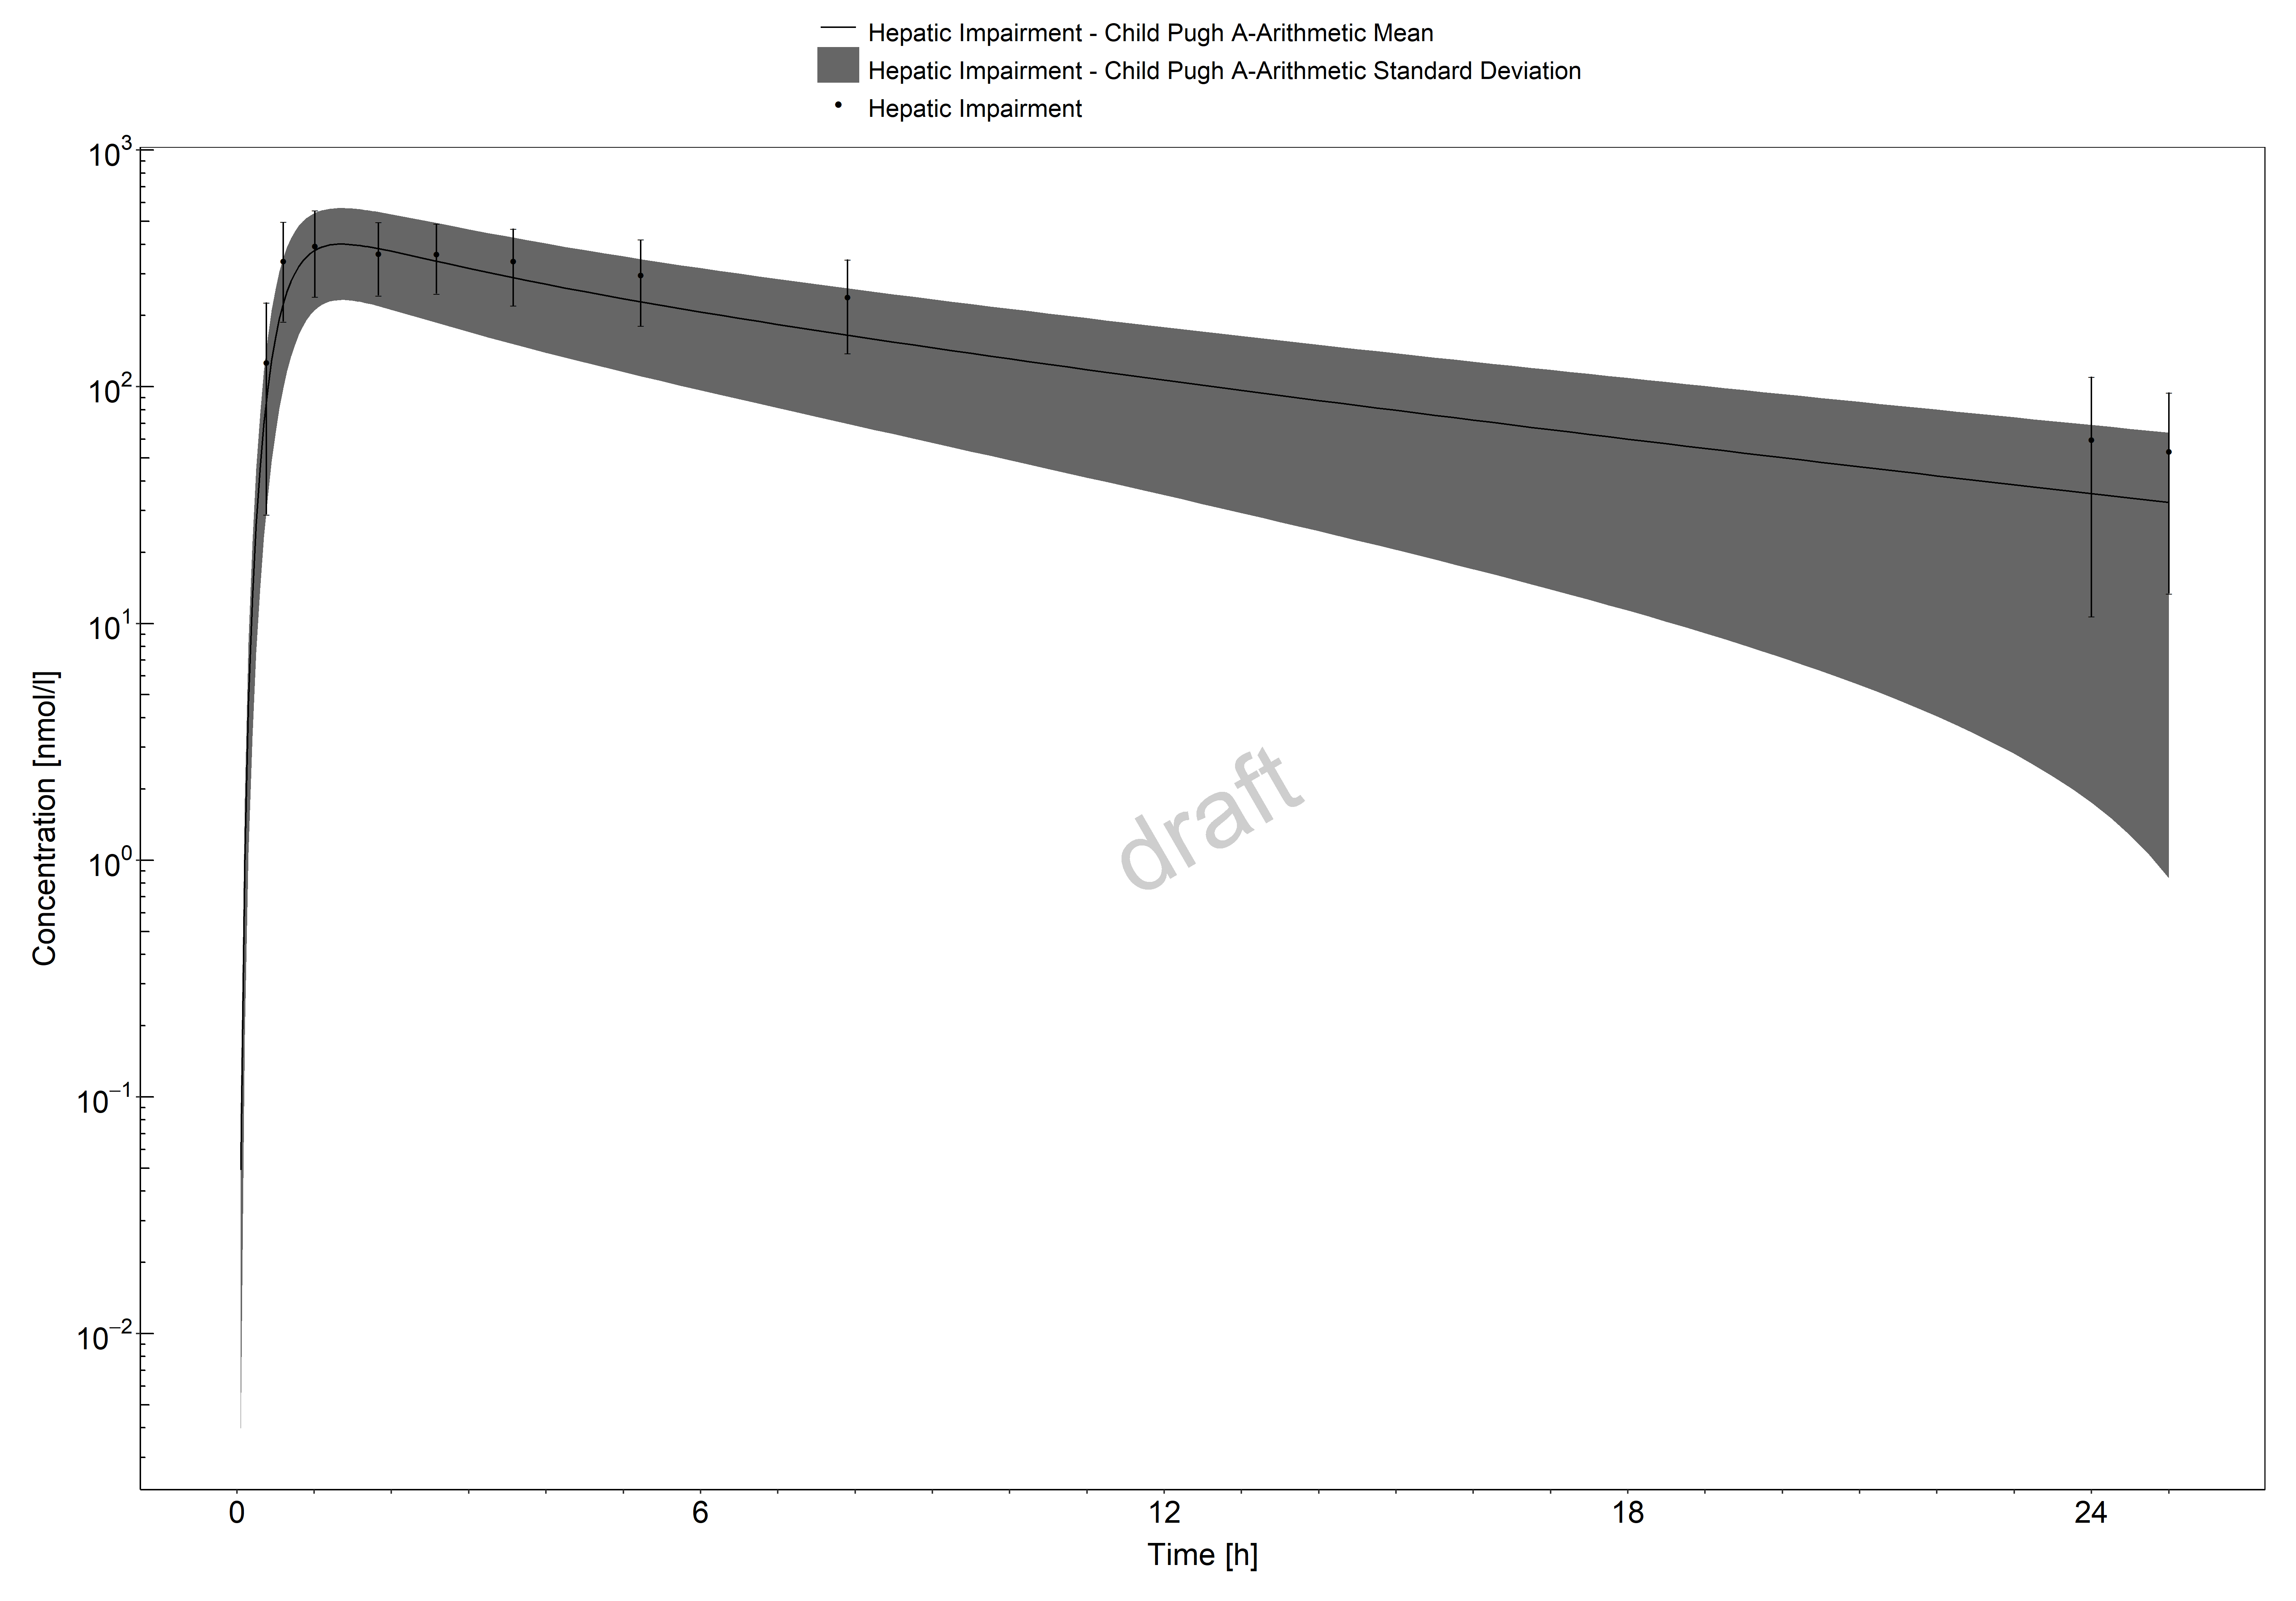 Hepatic Impairment - Child Pugh A-Arithmetic Mean
Hepatic Impairment - Child Pugh A-Arithmetic Standard Deviation
Hepatic Impairment
10³
10²
10¹
10⁰
10⁻¹
10⁻²
Concentration [nmol/l]
draft
0 6 12 18 24
Time [h]